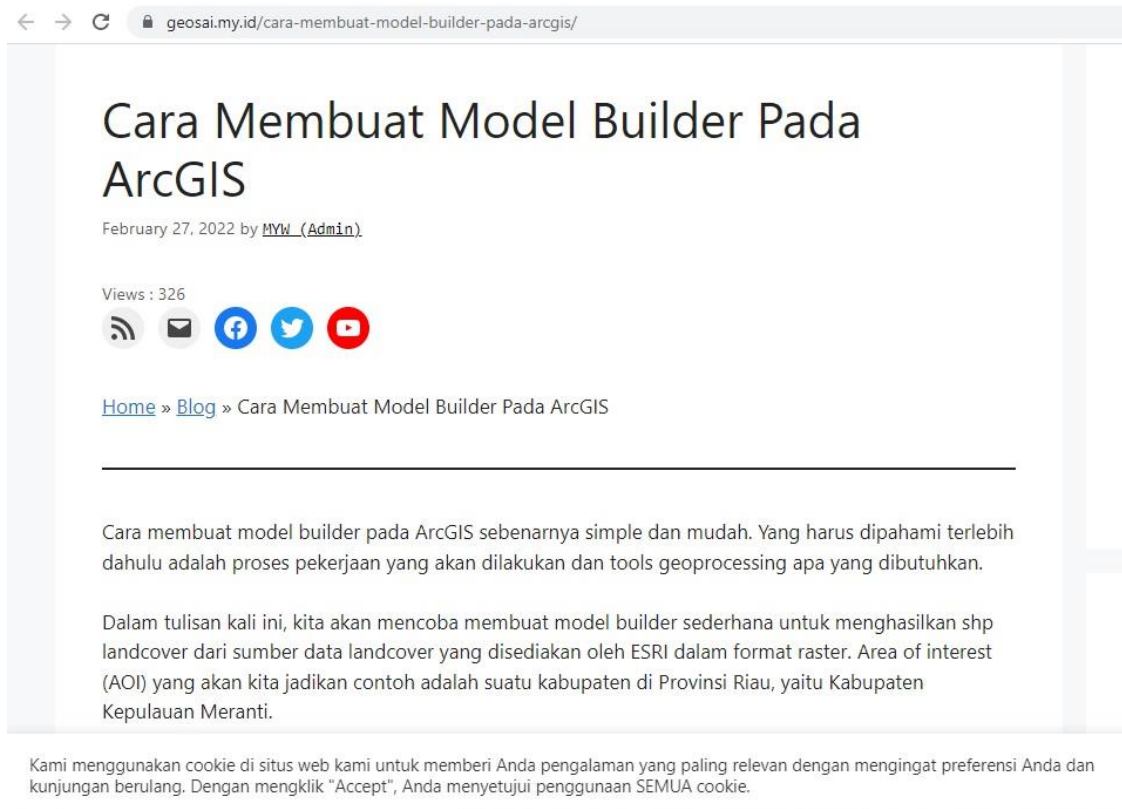 geosai.my.id/cara-membuat-model-builder-pada-arcgis/
Cara Membuat Model Builder Pada
ArcGIS
February 27, 2022 by MYW (Admin)
Views : 326
Home » Blog » Cara Membuat Model Builder Pada ArcGIS
Cara membuat model builder pada ArcGIS sebenarnya simple dan mudah. Yang harus dipahami terlebih
dahulu adalah proses pekerjaan yang akan dilakukan dan tools geoprocessing apa yang dibutuhkan.
Dalam tulisan kali ini, kita akan mencoba membuat model builder sederhana untuk menghasilkan shp
landcover dari sumber data landcover yang disediakan oleh ESRI dalam format raster. Area of interest
(AOI) yang akan kita jadikan contoh adalah suatu kabupaten di Provinsi Riau, yaitu Kabupaten
Kepulauan Meranti.
Kami menggunakan cookie di situs web kami untuk memberi Anda pengalaman yang paling relevan dengan mengingat preferensi Anda dan
kunjungan berulang. Dengan mengklik "Accept", Anda menyetujui penggunaan SEMUA cookie.